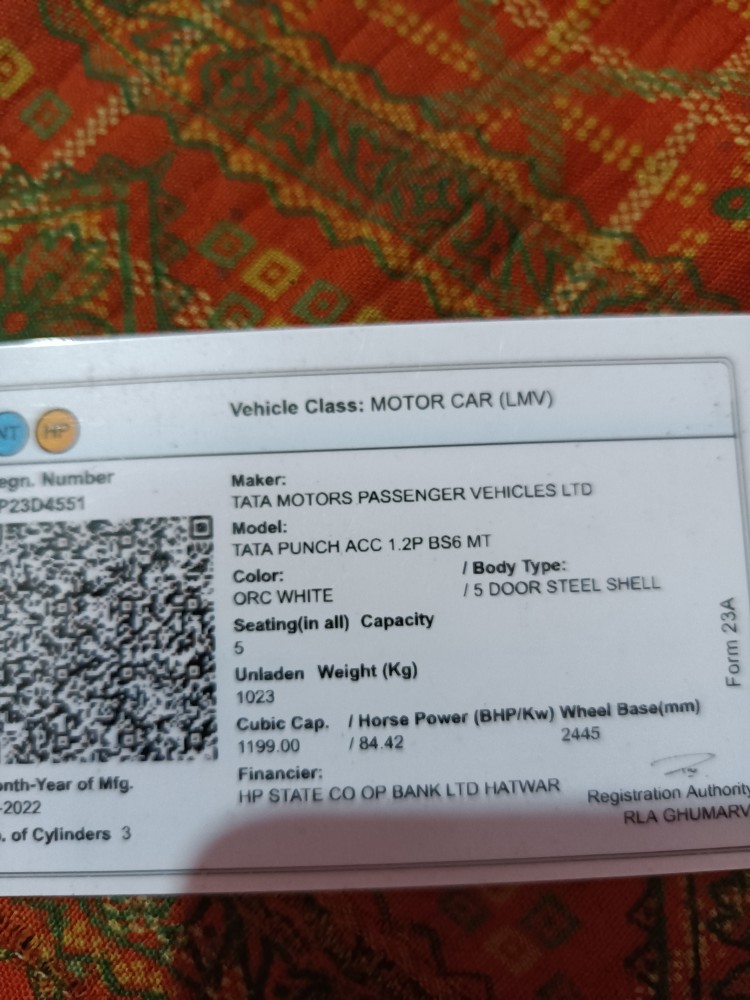 Vehicle Class: MOTOR CAR (LMV)
NT HP
egn. Number
P23D4551
Maker:
TATA MOTORS PASSENGER VEHICLES LTD
Model:
TATA PUNCH ACC 1.2P BS6 MT
Color: / Body Type:
ORC WHITE / 5 DOOR STEEL SHELL
Seating(in all) Capacity
5
Unladen Weight (Kg)
1023
Cubic Cap. / Horse Power (BHP/Kw) Wheel Base(mm)
1199.00 / 84.42 2445
Financier:
HP STATE CO OP BANK LTD HATWAR
onth-Year of Mfg.
-2022
. of Cylinders 3
Form 23A
Registration Authority
RLA GHUMARV